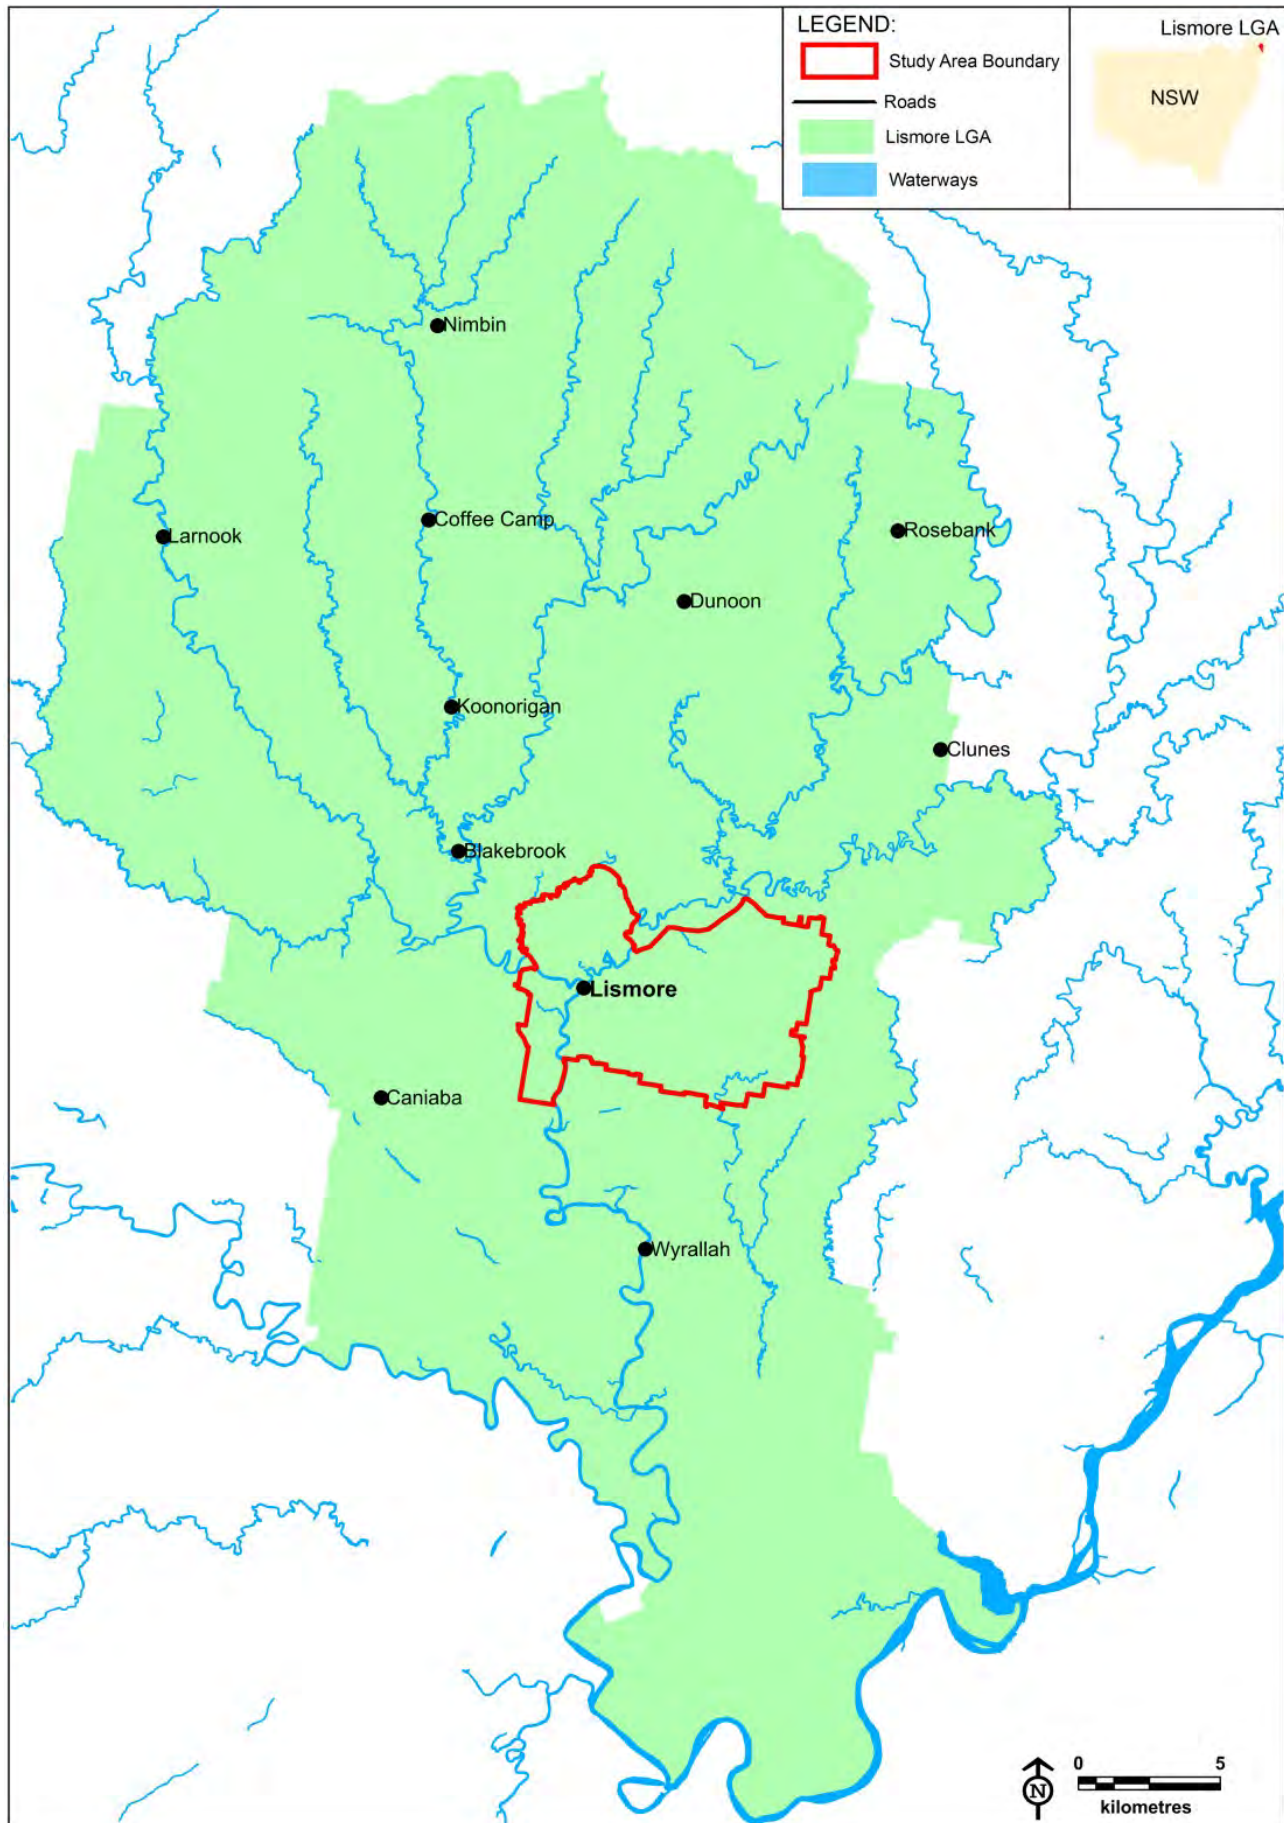 LEGEND:
Study Area Boundary
Roads
Lismore LGA
Waterways
Lismore LGA
NSW
Nimbin
Coffee Camp
Larnook
Rosebank
Dunoon
Koonorigan
Clunes
Blakebrook
Lismore
Caniaba
Wyrallah
N
0 5
kilometres